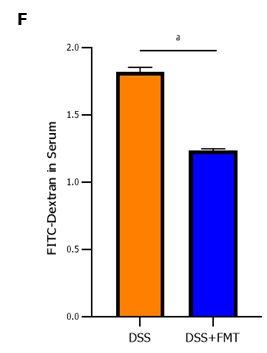 F
a
2.0
1.5
1.0
0.5
0.0
FITC-Dextran in Serum
DSS
DSS+FMT